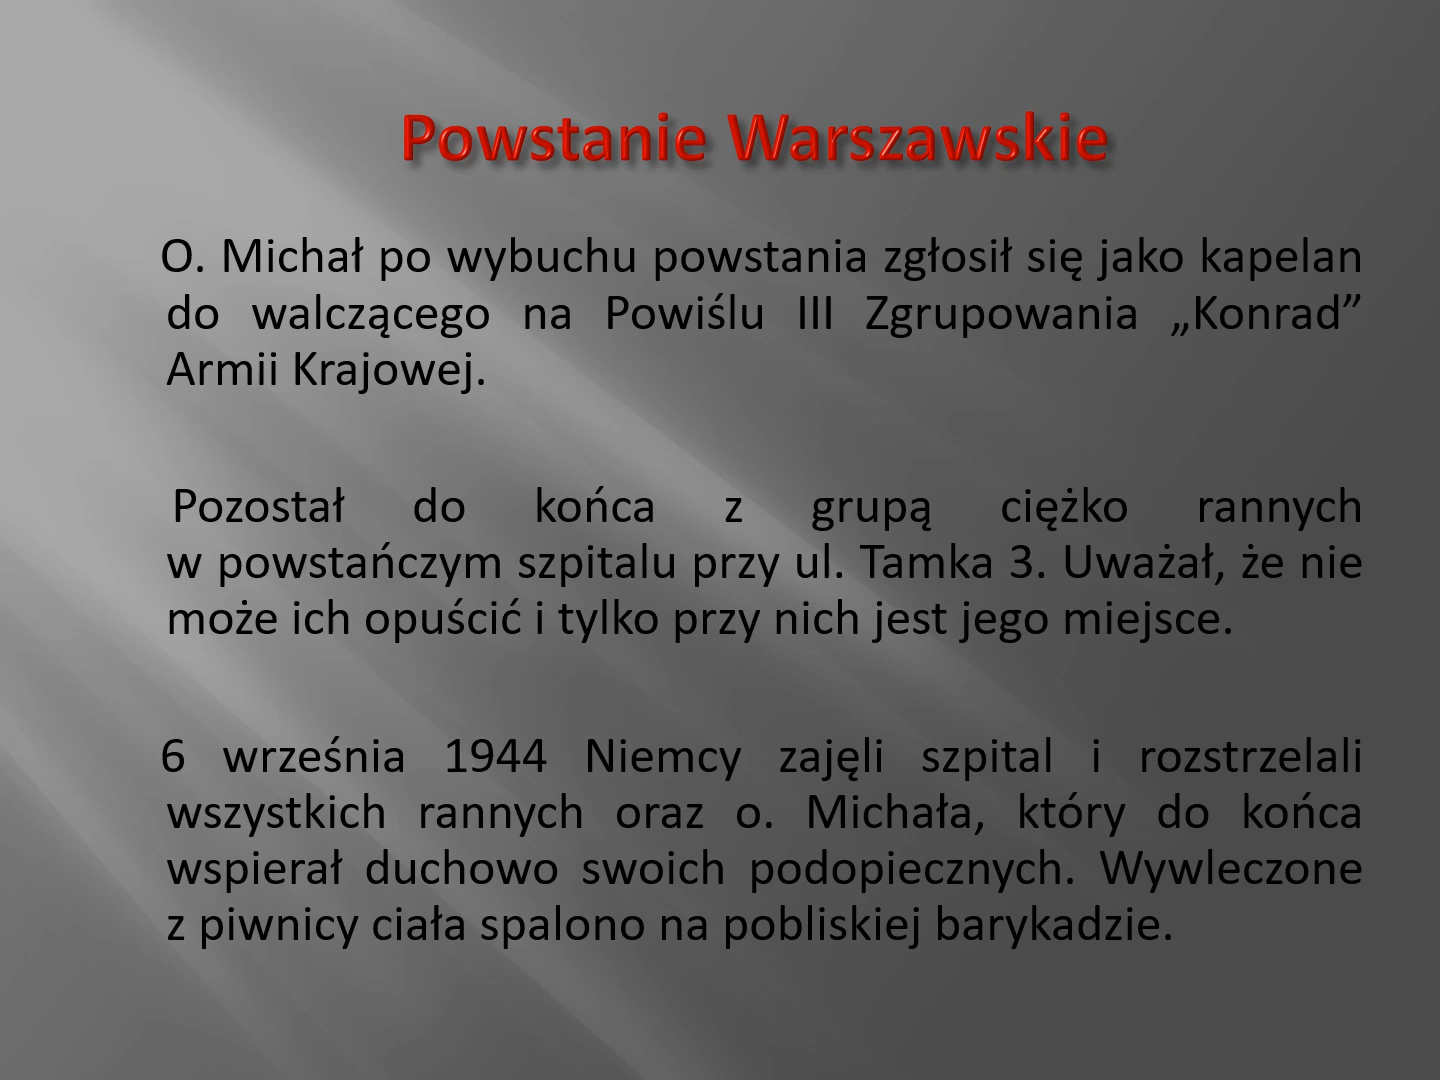 Powstanie Warszawskie
O. Michał po wybuchu powstania zgłosił się jako kapelan
do walczącego na Powiślu III Zgrupowania „Konrad”
Armii Krajowej.
Pozostał do końca z grupą ciężko rannych
w powstańczym szpitalu przy ul. Tamka 3. Uważał, że nie
może ich opuścić i tylko przy nich jest jego miejsce.
6 września 1944 Niemcy zajęli szpital i rozstrzelali
wszystkich rannych oraz o. Michała, który do końca
wspierał duchowo swoich podopiecznych. Wywleczone
z piwnicy ciała spalono na pobliskiej barykadzie.